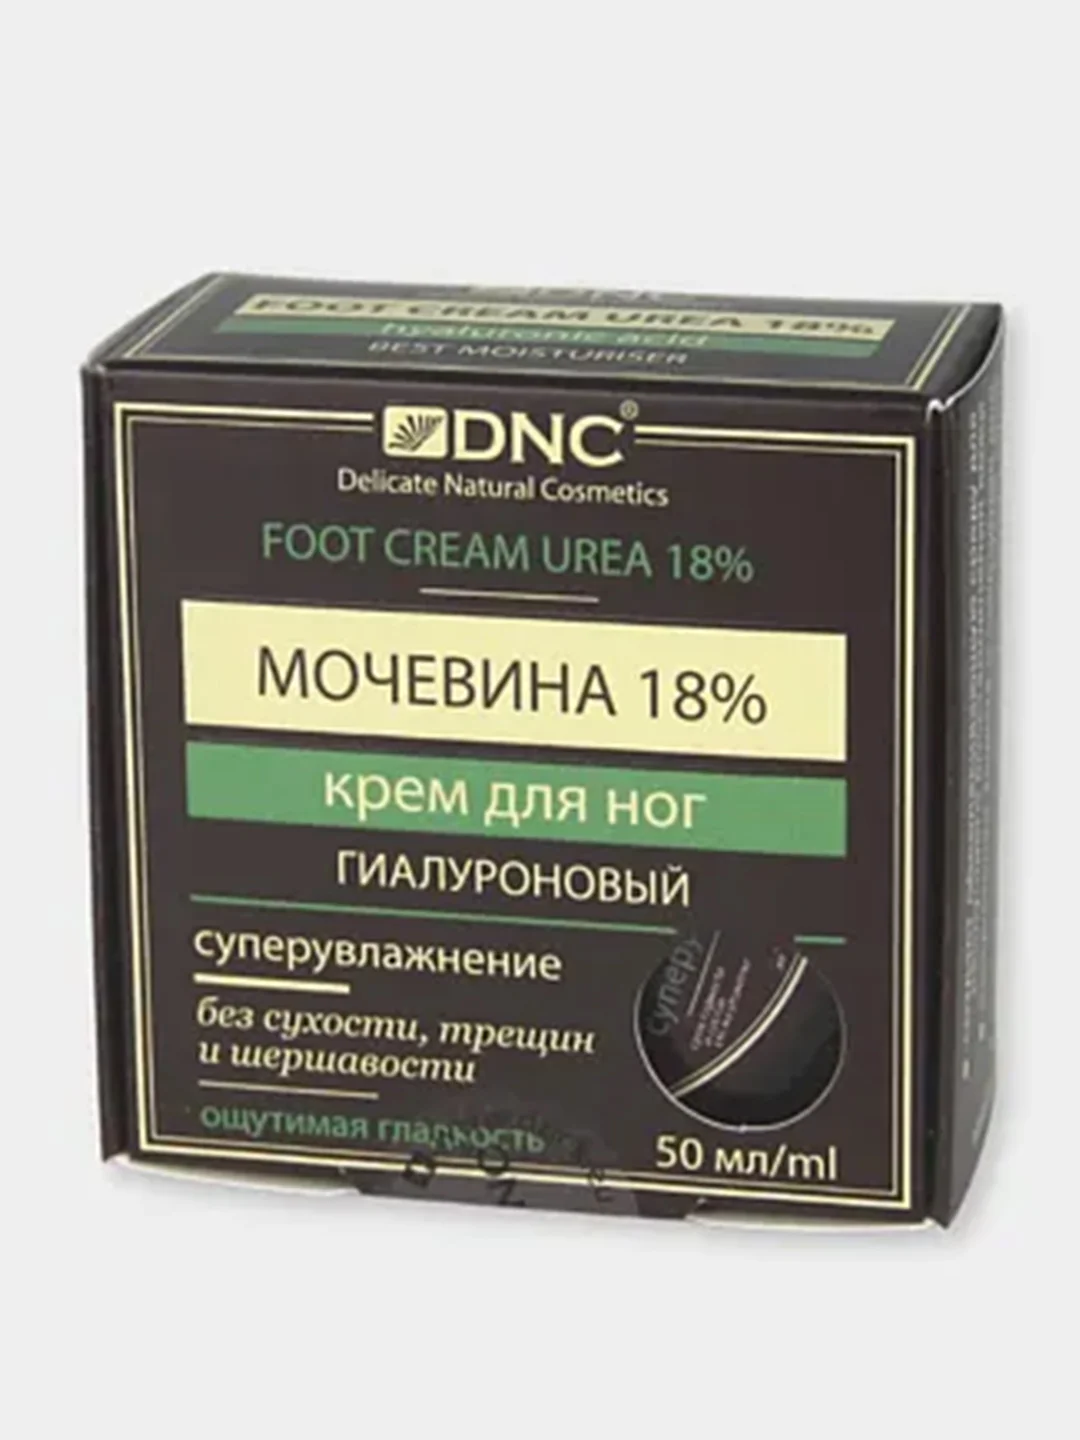 FOOT CREAM UREA 18%
hyaluronic acid
BEST MOISTURISER
DNC®
Delicate Natural Cosmetics
FOOT CREAM UREA 18%
МОЧЕВИНА 18%
крем для ног
ГИАЛУРОНОВЫЙ
суперувлажнение
без сухости, трещин
и шершавости
ощутимая гладкость
50 мл/ml